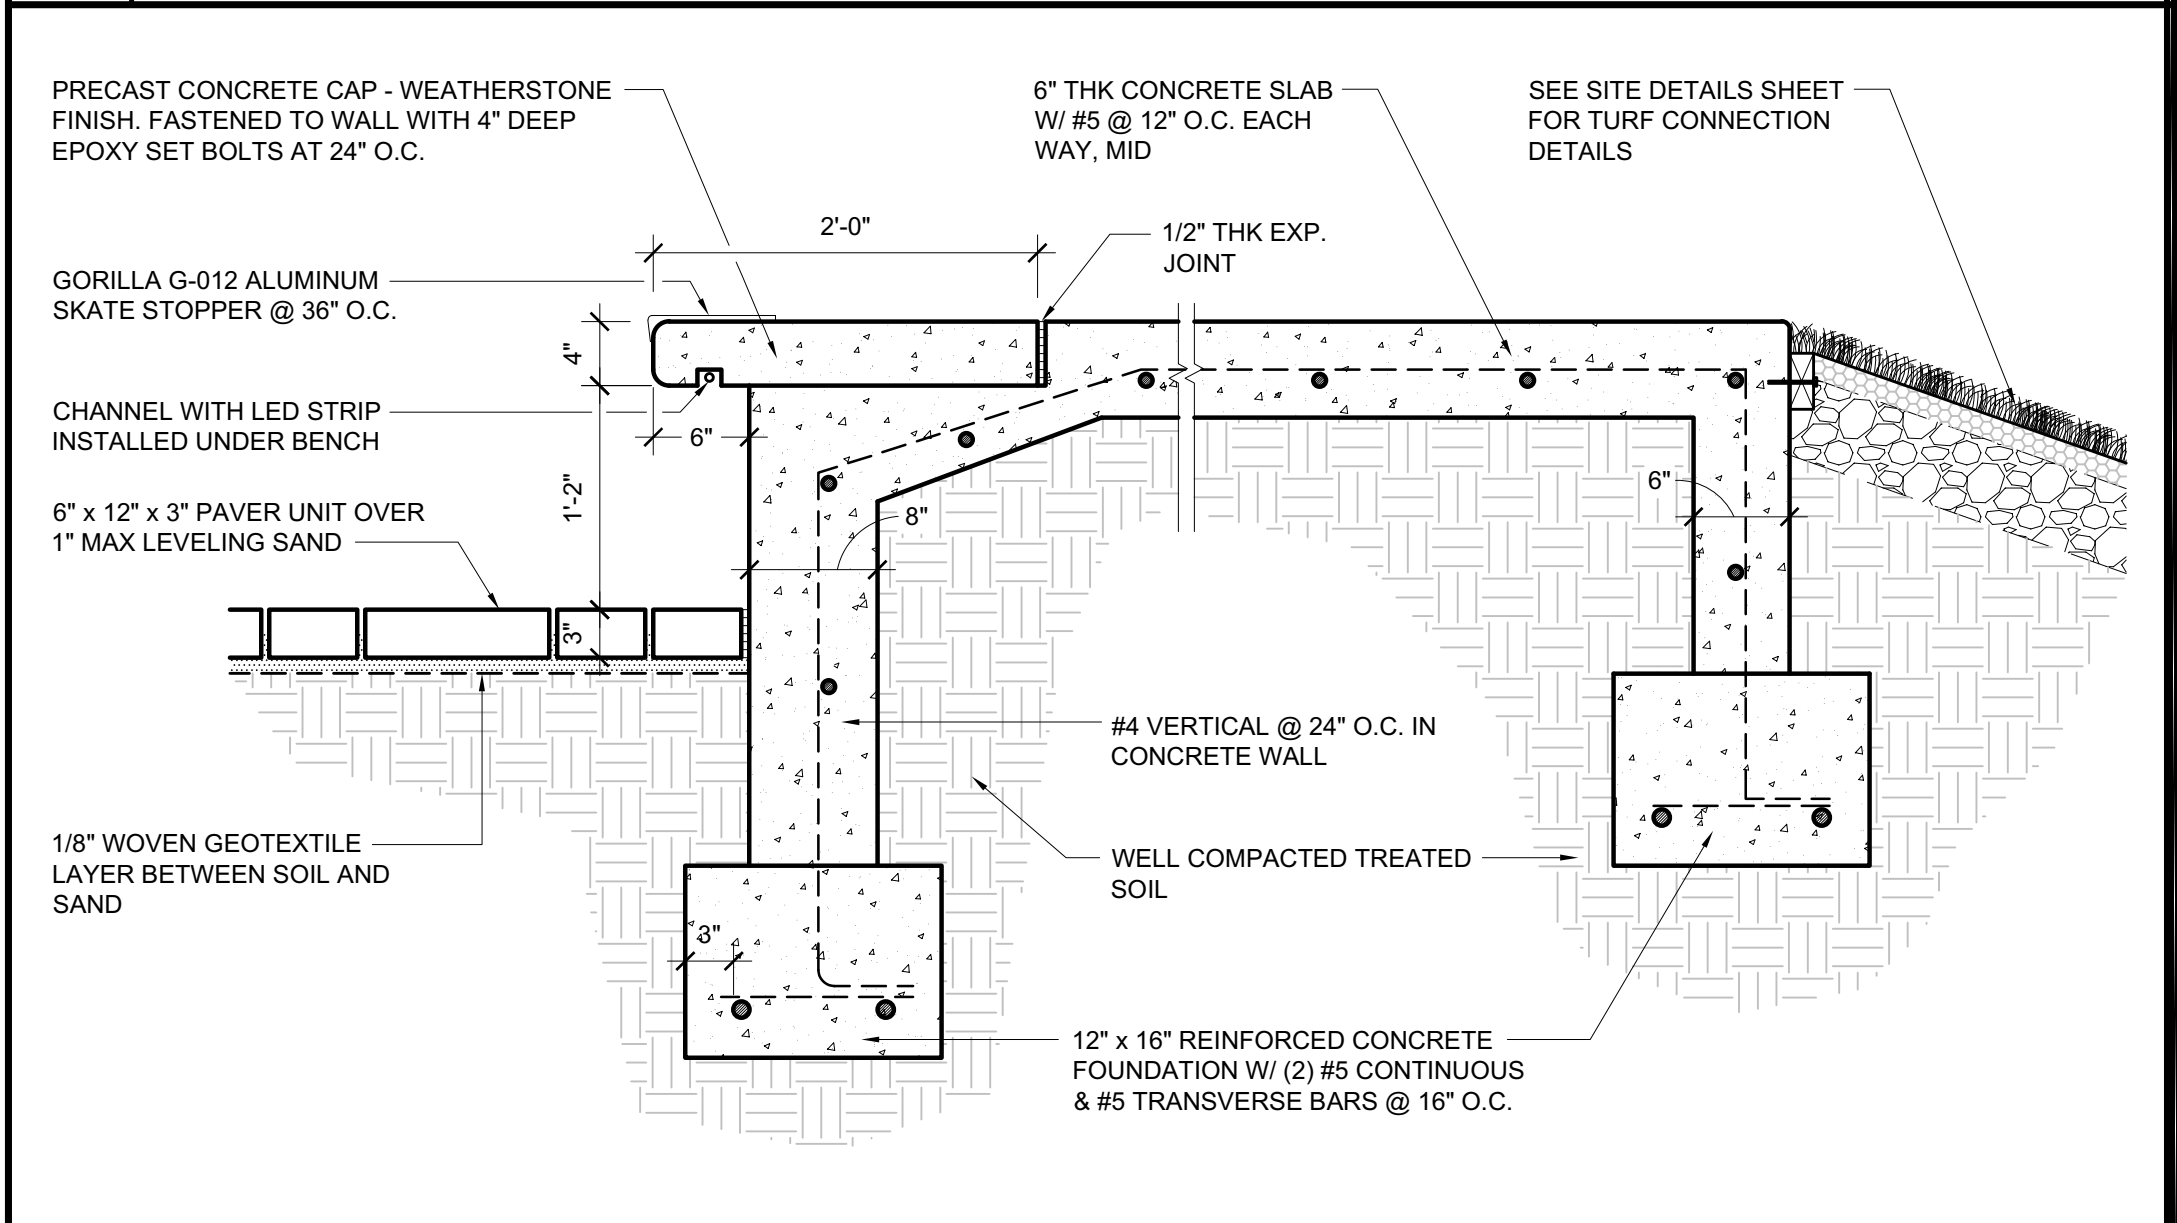 PRECAST CONCRETE CAP - WEATHERSTONE
FINISH. FASTENED TO WALL WITH 4" DEEP
EPOXY SET BOLTS AT 24" O.C.
6" THK CONCRETE SLAB
W/ #5 @ 12" O.C. EACH
WAY, MID
SEE SITE DETAILS SHEET
FOR TURF CONNECTION
DETAILS
2'-0"
1/2" THK EXP.
JOINT
GORILLA G-012 ALUMINUM
SKATE STOPPER @ 36" O.C.
4"
CHANNEL WITH LED STRIP
INSTALLED UNDER BENCH
6"
1'-2"
6"
8"
6" x 12" x 3" PAVER UNIT OVER
1" MAX LEVELING SAND
3"
#4 VERTICAL @ 24" O.C. IN
CONCRETE WALL
1/8" WOVEN GEOTEXTILE
LAYER BETWEEN SOIL AND
SAND
WELL COMPACTED TREATED
SOIL
3"
12" x 16" REINFORCED CONCRETE
FOUNDATION W/ (2) #5 CONTINUOUS
& #5 TRANSVERSE BARS @ 16" O.C.